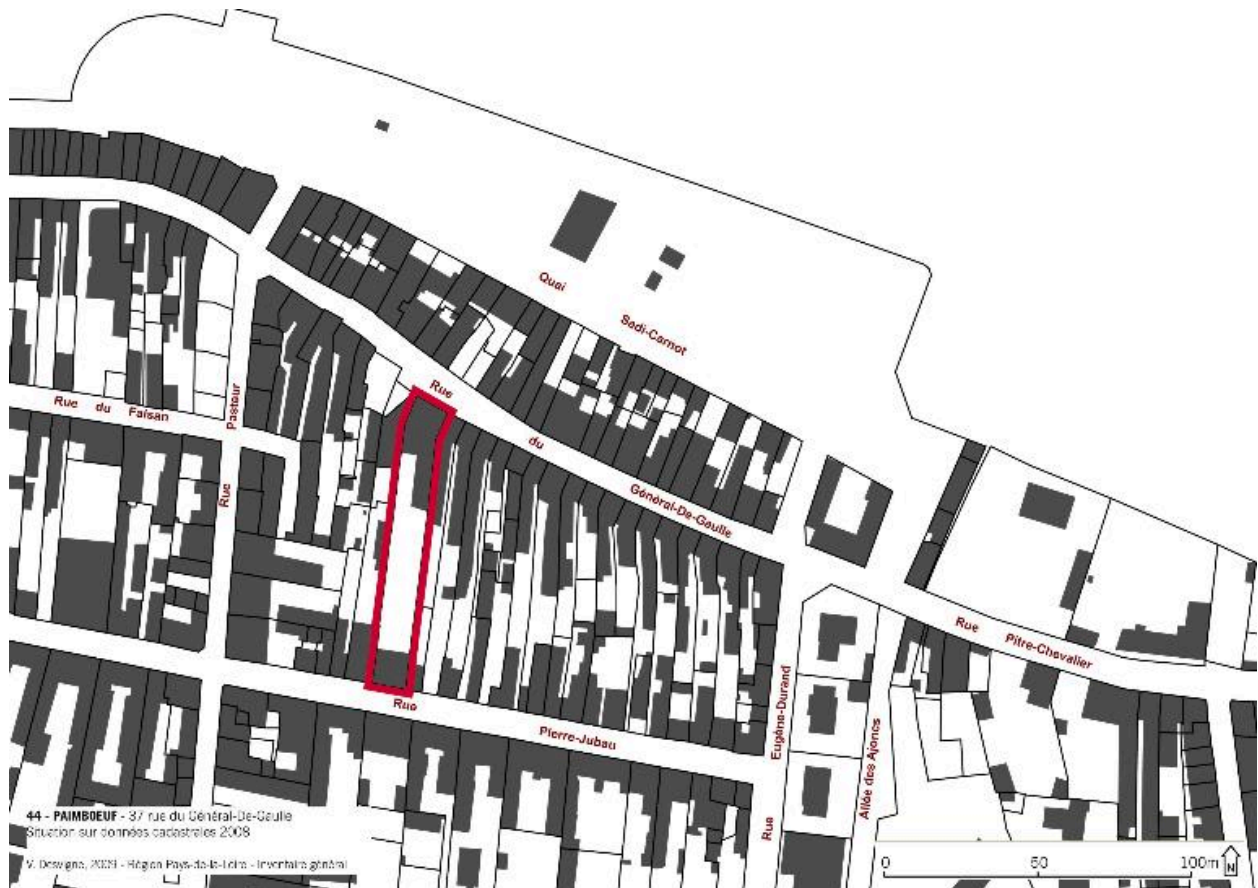 Quai
Sadi-Carnot
Rue du Faisan
Rue Pasteur
Rue du Général-De-Gaulle
Rue Pitre-Chevalier
Rue Pierre-Jubau
Rue Eugène-Durand
Allée des Ajoncs
44 - PAIMBOEUF - 37 rue du Général-De-Gaulle
Situation sur données cadastrales 2008
V. Desvigne, 2009 - Région Pays-de-la-Loire - Inventaire général
0 50 100m
N